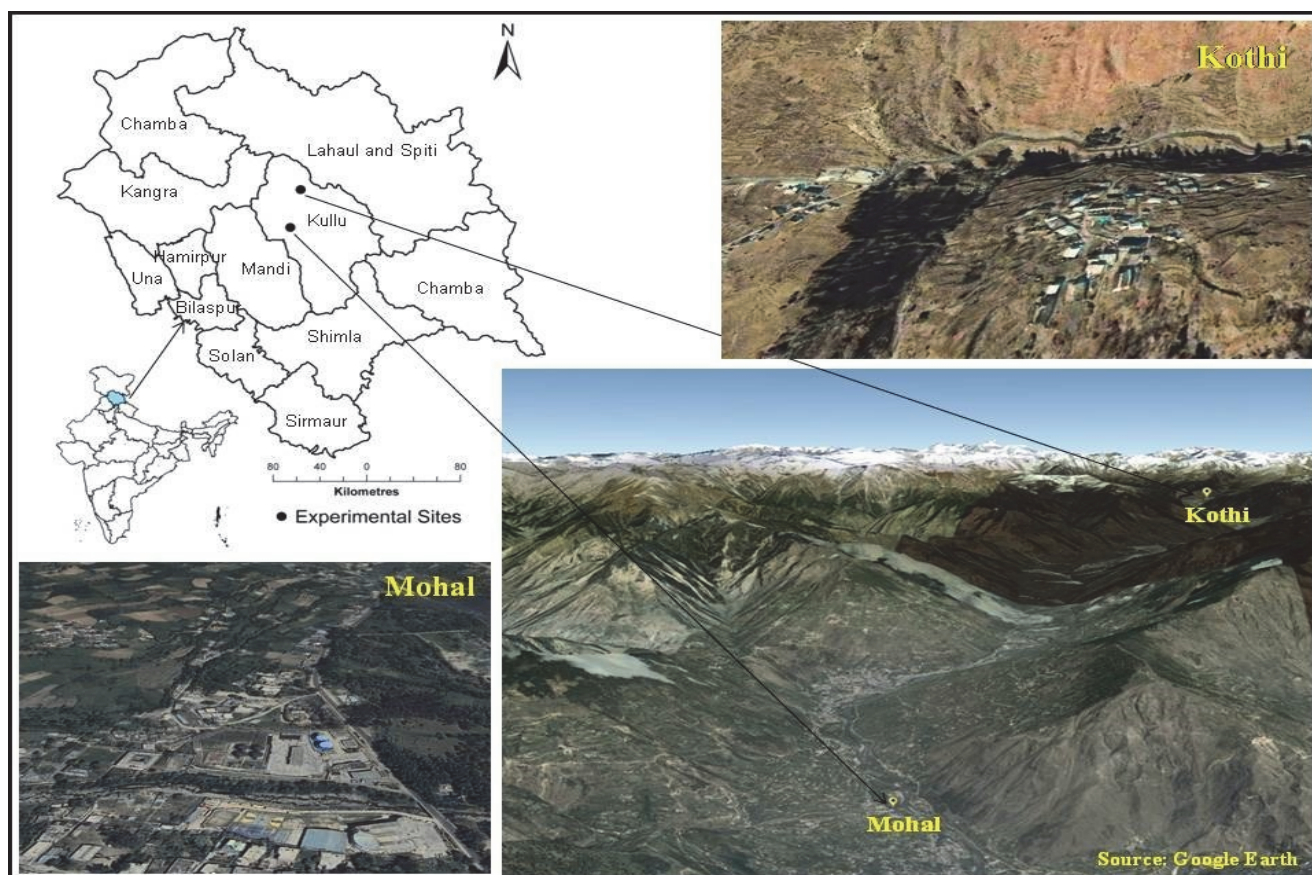 N
Chamba
Lahaul and Spiti
Kangra
Kullu
Hamirpur
Una
Mandi
Bilaspur
Chamba
Shimla
Solan
Sirmaur
80 40 0 80
Kilometres
Experimental Sites
Kothi
Mohal
Kothi
Mohal
Source: Google Earth